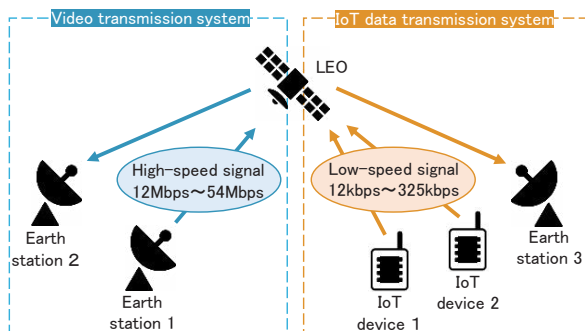 Video transmission system
IoT data transmission system
LEO
High-speed signal
12Mbps～54Mbps
Low-speed signal
12kbps～325kbps
Earth
station 2
Earth
station 1
IoT
device 1
IoT
device 2
Earth
station 3